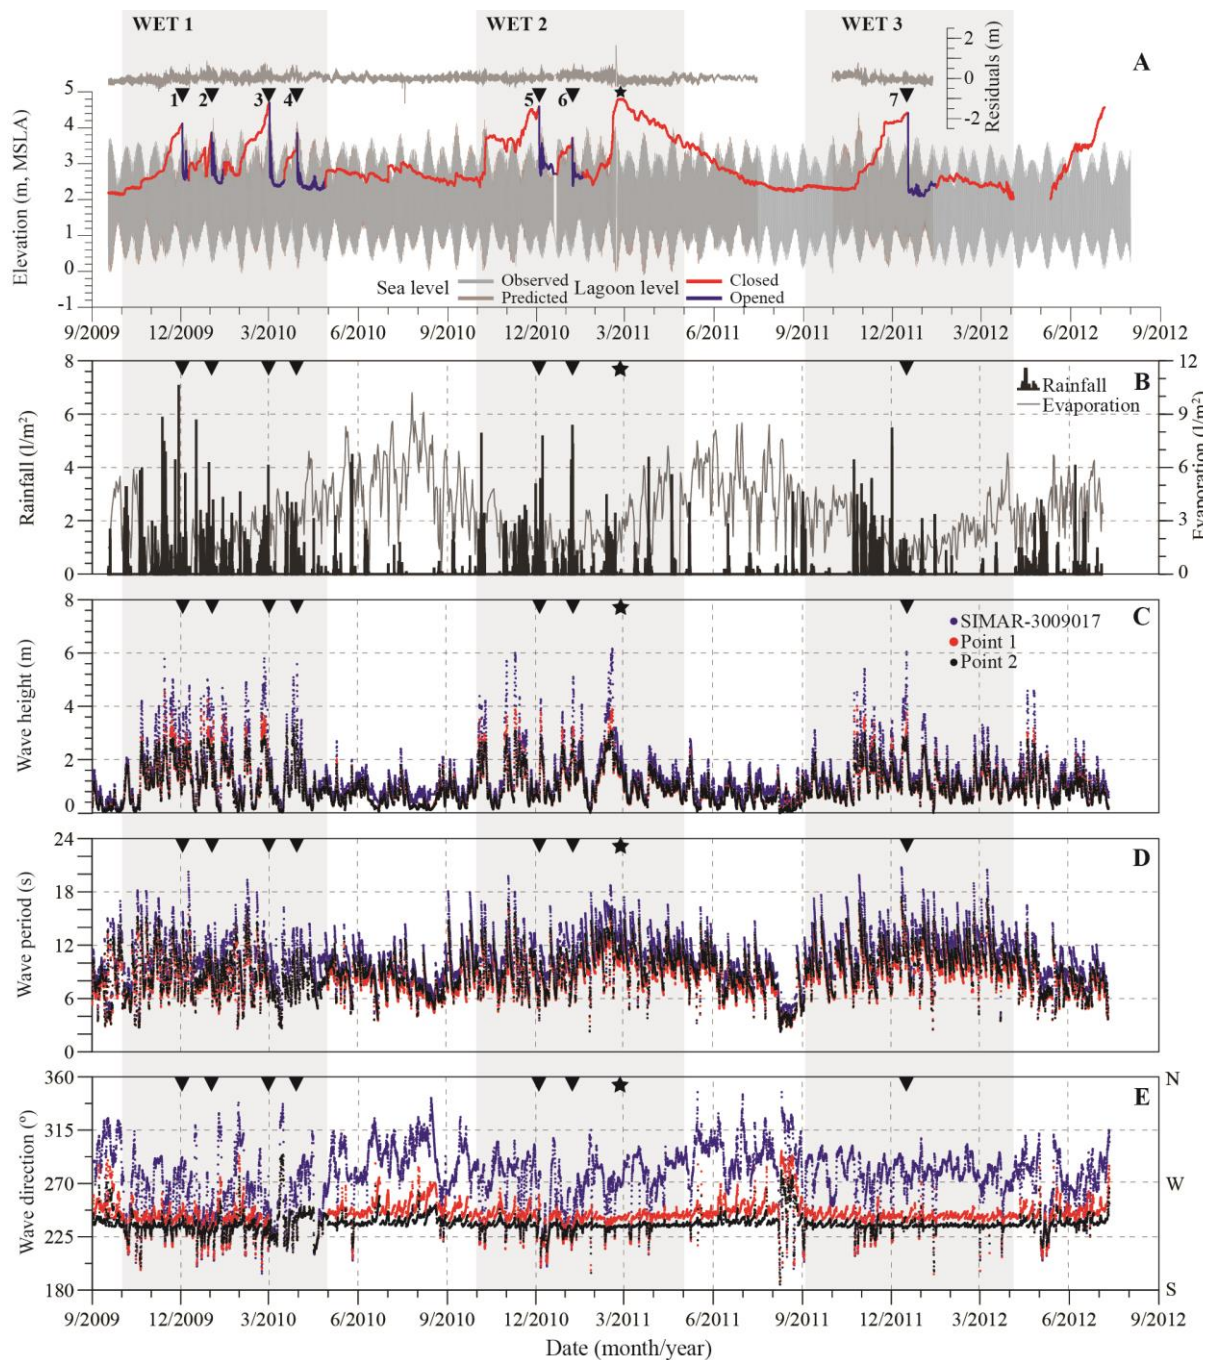 WET 1 WET 2 WET 3
2
0
-2
Residuals (m)
A
1 2 3 4 5 6 7
5
4
3
2
1
0
-1
Elevation (m, MSLA)
Sea level Observed Lagoon level Closed
Predicted Opened
9/2009 12/2009 3/2010 6/2010 9/2010 12/2010 3/2011 6/2011 9/2011 12/2011 3/2012 6/2012 9/2012
8
6
4
2
0
Rainfall (l/m²)
B
Rainfall
Evaporation
12
9
6
3
0
Evaporation (l/m²)
8
6
4
2
0
Wave height (m)
C
SIMAR-3009017
Point 1
Point 2
24
18
12
6
0
Wave period (s)
D
360
315
270
225
180
Wave direction (º)
E
N
W
S
9/2009 12/2009 3/2010 6/2010 9/2010 12/2010 3/2011 6/2011 9/2011 12/2011 3/2012 6/2012 9/2012
Date (month/year)